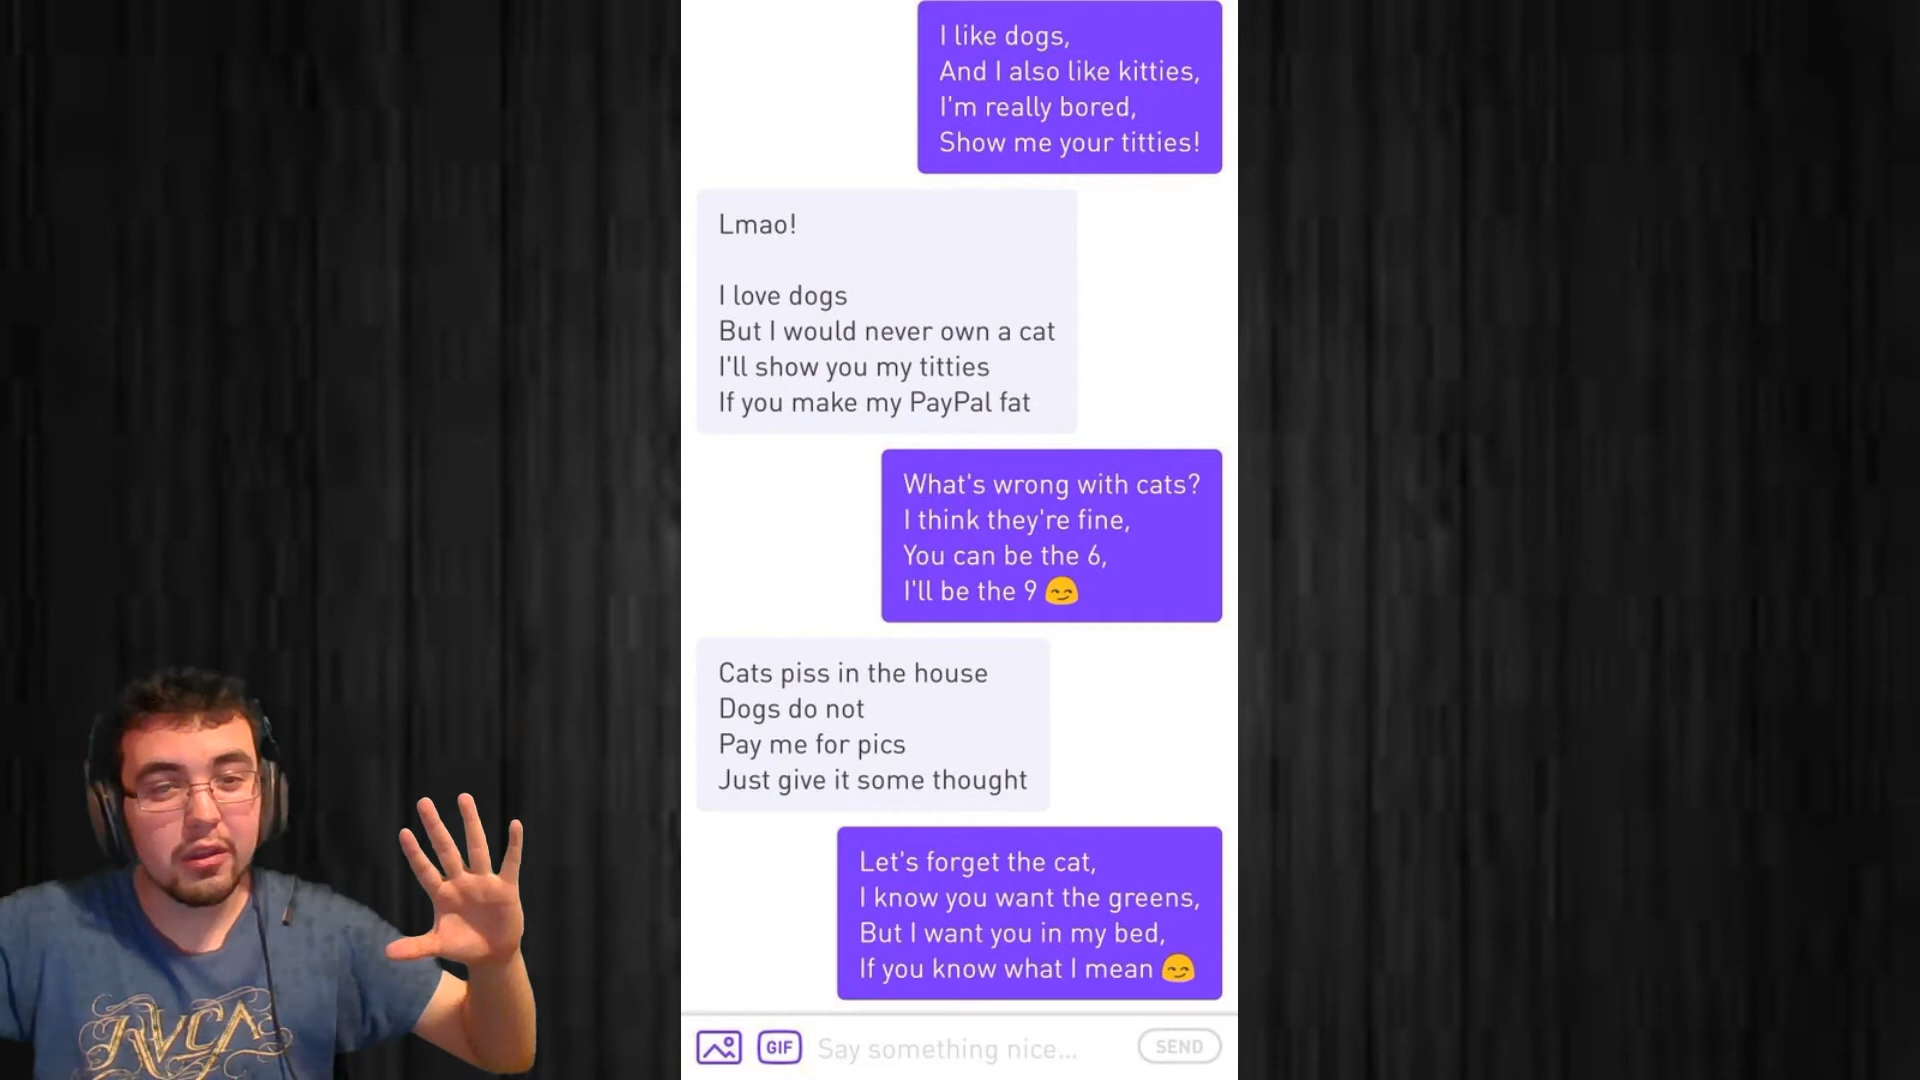 I like dogs,
And I also like kitties,
I'm really bored,
Show me your titties!
Lmao!
I love dogs
But I would never own a cat
I'll show you my titties
If you make my PayPal fat
What's wrong with cats?
I think they're fine,
You can be the 6,
I'll be the 9 😏
Cats piss in the house
Dogs do not
Pay me for pics
Just give it some thought
Let's forget the cat,
I know you want the greens,
But I want you in my bed,
If you know what I mean 😏
GIF Say something nice... SEND
RVCA